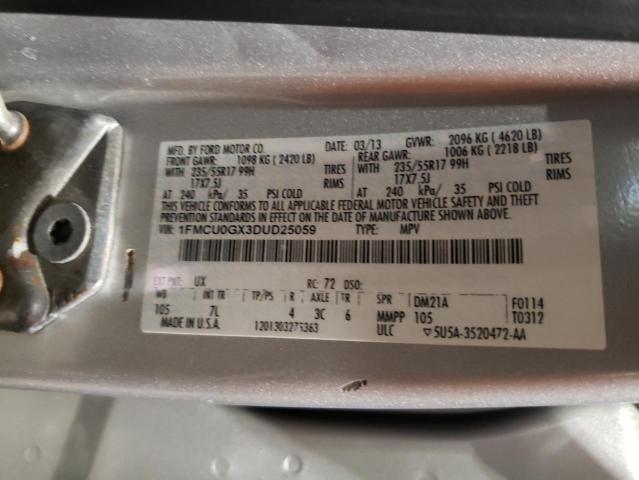 MFD. BY FORD MOTOR CO.
DATE: 03/13 GVWR: 2096 KG ( 4620 LB)
FRONT GAWR: 1098 KG ( 2420 LB) REAR GAWR: 1006 KG ( 2218 LB)
WITH 235/55R17 99H TIRES WITH 235/55R17 99H TIRES
17X7.5J RIMS 17X7.5J RIMS
AT 240 kPa/ 35 PSI COLD AT 240 kPa/ 35 PSI COLD
THIS VEHICLE CONFORMS TO ALL APPLICABLE FEDERAL MOTOR VEHICLE SAFETY AND THEFT
PREVENTION STANDARDS IN EFFECT ON THE DATE OF MANUFACTURE SHOWN ABOVE.
VIN: 1FMCU0GX3DUD25059 TYPE: MPV
EXT PNT: UX RC: 72 DSO:
WB INT TR TP/PS R AXLE TR SPR DM21A F0114
105 7L 4 3C 6 MMPP 105 T0312
MADE IN U.S.A. ULC ▽5U5A-3520472-AA